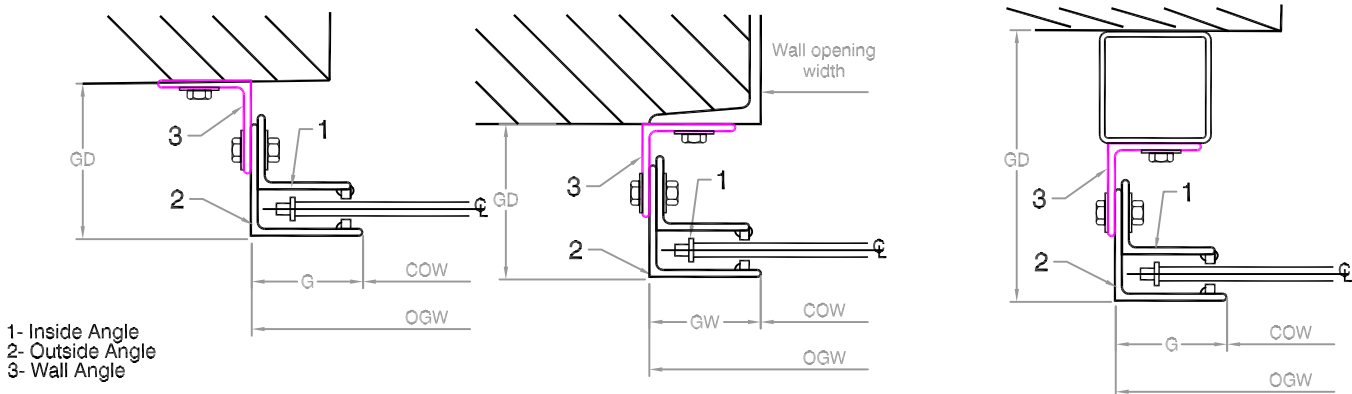 Wall opening
width
3
1
GD
2
℄
G
COW
OGW
3
1
GD
2
℄
GW
COW
OGW
GD
3
1
2
℄
G
COW
OGW
1- Inside Angle
2- Outside Angle
3- Wall Angle